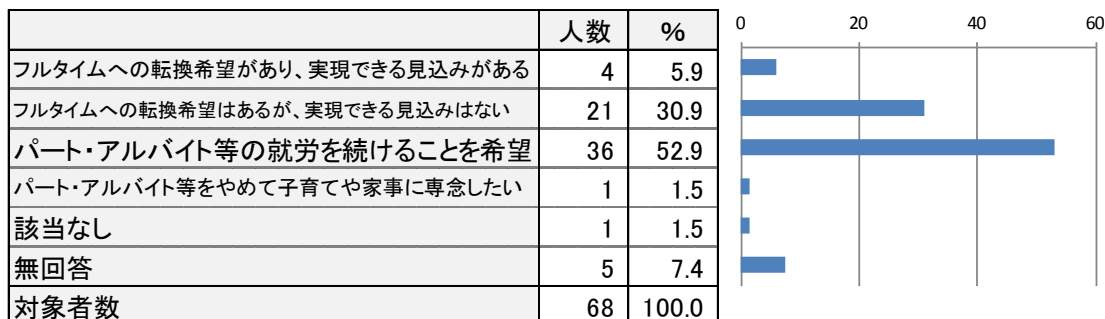 人数 %
フルタイムへの転換希望があり、実現できる見込みがある 4 5.9
フルタイムへの転換希望はあるが、実現できる見込みはない 21 30.9
パート・アルバイト等の就労を続けることを希望 36 52.9
パート・アルバイト等をやめて子育てや家事に専念したい 1 1.5
該当なし 1 1.5
無回答 5 7.4
対象者数 68 100.0
0 20 40 60